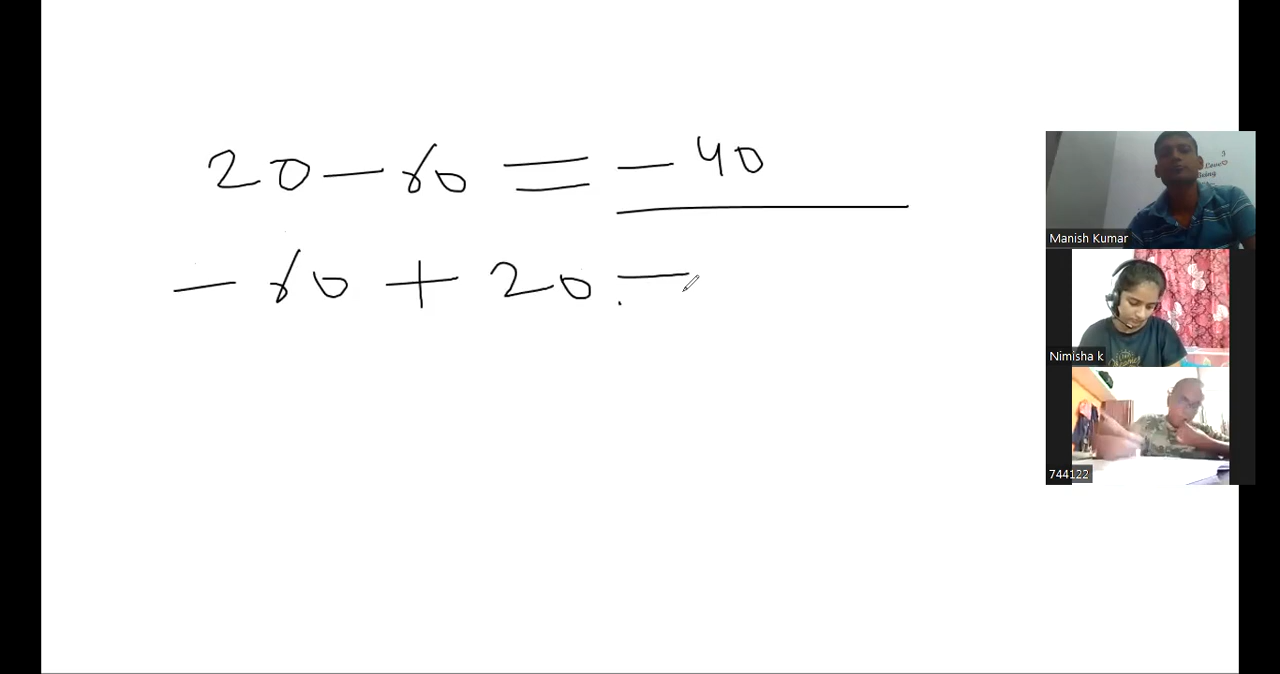 20 - 60 = - 40
- 60 + 20 =
Manish Kumar
Nimisha k
744122